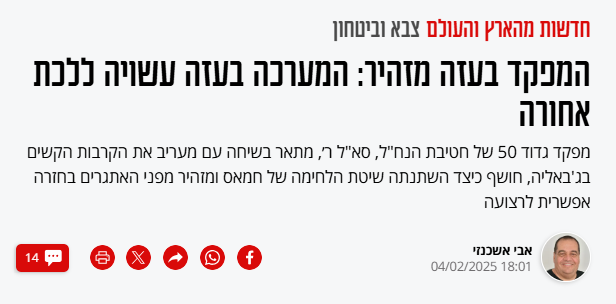 חדשות מהארץ והעולם צבא וביטחון
המפקד בעזה מזהיר: המערכה בעזה עשויה ללכת
אחורה
מפקד גדוד 50 של חטיבת הנח"ל, סא"ל ר', מתאר בשיחה עם מעריב את הקרבות הקשים
בג'באליה, חושף כיצד השתנתה שיטת הלחימה של חמאס ומזהיר מפני האתגרים בחזרה
אפשרית לרצועה
אבי אשכנזי
04/02/2025 18:01
14